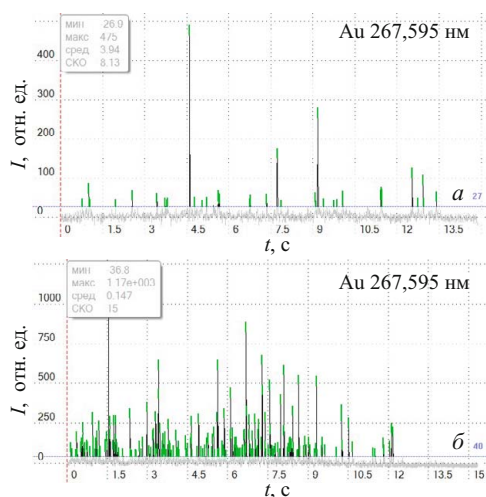 мин -26.9
макс 475
сред 3.94
СКО 8.13
Au 267,595 нм
500
400
300
200
100
0
I, отн. ед.
а 27
0 1.5 3 4.5 6 7.5 9 10.5 12 13.5
t, с
мин -36.8
макс 1.17e+003
сред 0.147
СКО 15
Au 267,595 нм
1000
750
500
250
0
I, отн. ед.
б 40
0 1.5 3 4.5 6 7.5 9 10.5 12 13.5 15
t, с